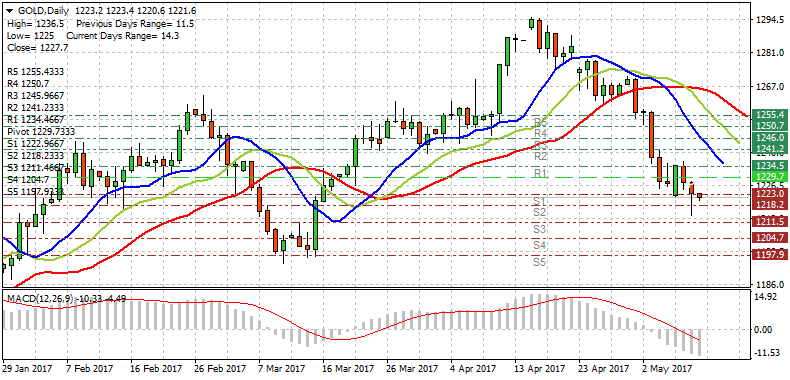 GOLD,Daily 1223.2 1223.4 1220.6 1221.6
High= 1236.5 Previous Days Range= 11.5
Low= 1225 Current Days Range= 14.3
Close= 1227.7
R5 1255.4333
R4 1250.7
R3 1245.9667
R2 1241.2333
R1 1234.4667
Pivot 1229.7333
S1 1222.9667
S2 1218.2333
S3 1211.4667
S4 1204.7
S5 1197.9333
R5
R4
R3
R2
R1
S1
S2
S3
S4
S5
1294.5
1281.0
1267.0
1255.4
1250.7
1246.0
1241.2
1234.5
1229.7
1226.5
1223.0
1218.2
1211.5
1204.7
1197.9
1186.0
MACD(12,26,9) -10.33 -4.49
14.92
0.00
-11.53
29 Jan 2017
7 Feb 2017
16 Feb 2017
26 Feb 2017
7 Mar 2017
16 Mar 2017
26 Mar 2017
4 Apr 2017
13 Apr 2017
23 Apr 2017
2 May 2017